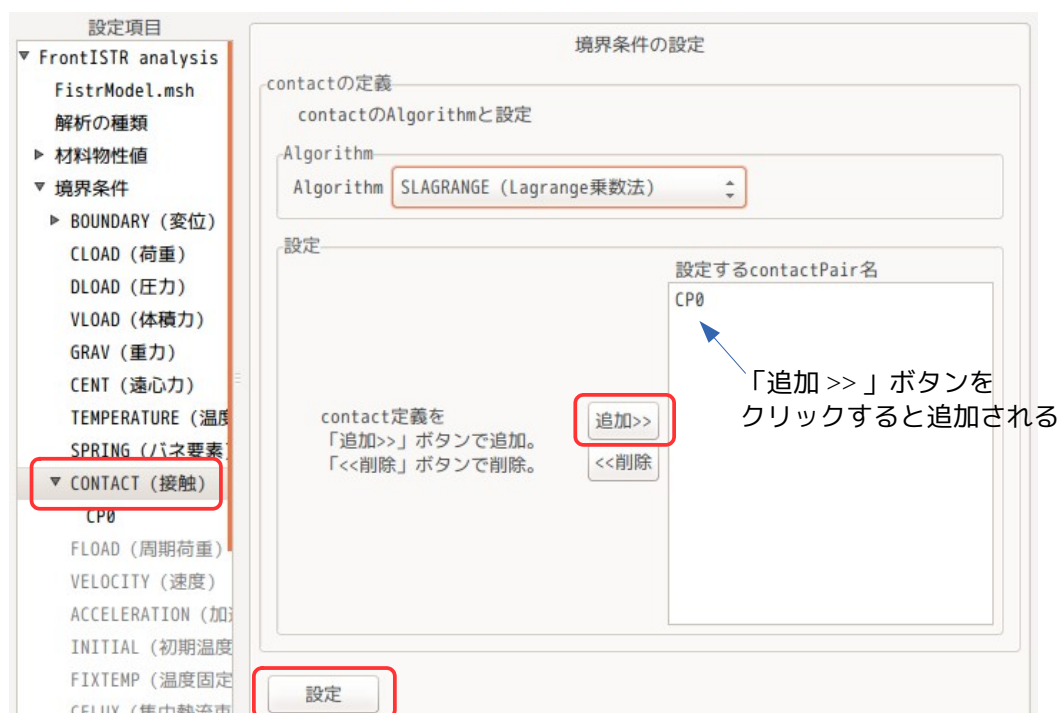 設定項目
FrontISTR analysis
FistrModel.msh
解析の種類
材料物性値
境界条件
BOUNDARY (変位)
CLOAD (荷重)
DLOAD (圧力)
VLOAD (体積力)
GRAV (重力)
CENT (遠心力)
TEMPERATURE (温度
SPRING (バネ要素)
CONTACT (接触)
CP0
FLOAD (周期荷重)
VELOCITY (速度)
ACCELERATION (加速
INITIAL (初期温度
FIXTEMP (温度固定
CFLUX (集中熱流束
境界条件の設定
contactの定義
contactのAlgorithmと設定
Algorithm
Algorithm SLAGRANGE (Lagrange乗数法)
設定
設定するcontactPair名
CP0
「追加 >> 」ボタンを
クリックすると追加される
contact定義を
「追加>>」ボタンで追加。
「<<削除」ボタンで削除。
追加>>
<<削除
設定